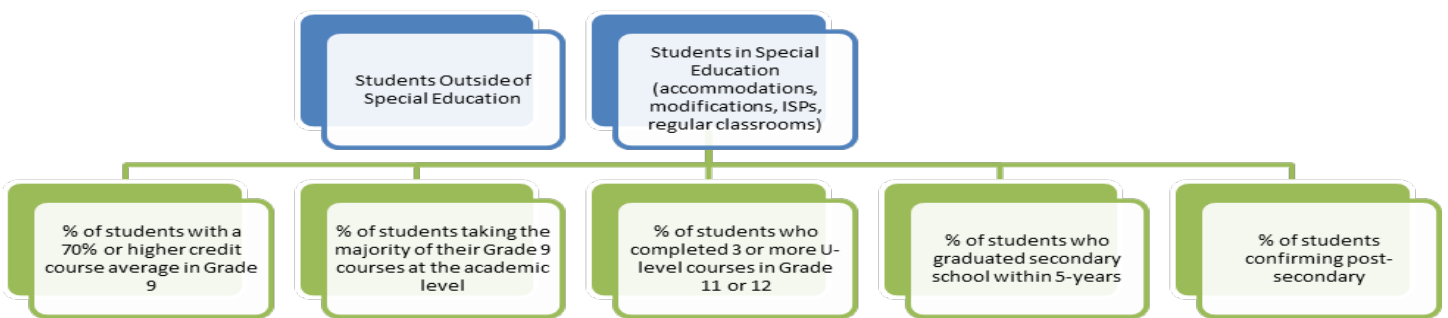 Students Outside of
Special Education
Students in Special
Education
(accommodations,
modifications, ISPs,
regular classrooms)
% of students with a
70% or higher credit
course average in Grade
9
% of students taking the
majority of their Grade 9
courses at the academic
level
% of students who
completed 3 or more U-
level courses in Grade
11 or 12
% of students who
graduated secondary
school within 5-years
% of students
confirming post-
secondary